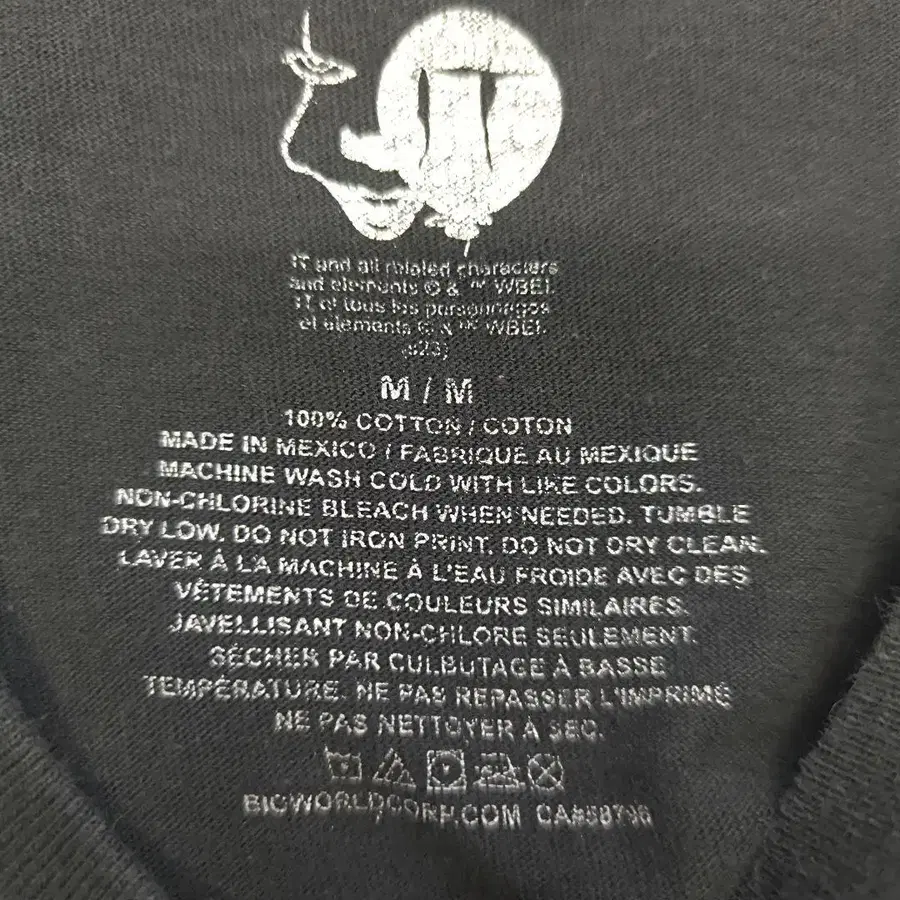 IT
IT and all related characters
and elements © & ™ WBEI.
IT et tous les personnages
et éléments © & ™ WBEI.
(s23)
M / M
100% COTTON / COTON
MADE IN MEXICO / FABRIQUE AU MEXIQUE
MACHINE WASH COLD WITH LIKE COLORS.
NON-CHLORINE BLEACH WHEN NEEDED. TUMBLE
DRY LOW. DO NOT IRON PRINT. DO NOT DRY CLEAN.
LAVER À LA MACHINE À L'EAU FROIDE AVEC DES
VÊTEMENTS DE COULEURS SIMILAIRES.
JAVELLISANT NON-CHLORE SEULEMENT.
SÉCHER PAR CULBUTAGE À BASSE
TEMPÉRATURE. NE PAS REPASSER L'IMPRIMÉ
NE PAS NETTOYER À SEC.
BIOWORLDCORP.COM